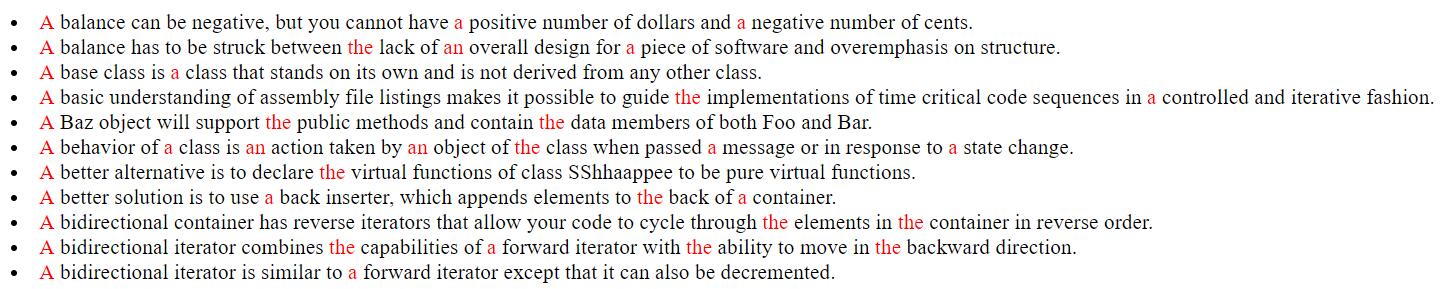 • A balance can be negative, but you cannot have a positive number of dollars and a negative number of cents.
• A balance has to be struck between the lack of an overall design for a piece of software and overemphasis on structure.
• A base class is a class that stands on its own and is not derived from any other class.
• A basic understanding of assembly file listings makes it possible to guide the implementations of time critical code sequences in a controlled and iterative fashion.
• A Baz object will support the public methods and contain the data members of both Foo and Bar.
• A behavior of a class is an action taken by an object of the class when passed a message or in response to a state change.
• A better alternative is to declare the virtual functions of class SShhaappee to be pure virtual functions.
• A better solution is to use a back inserter, which appends elements to the back of a container.
• A bidirectional container has reverse iterators that allow your code to cycle through the elements in the container in reverse order.
• A bidirectional iterator combines the capabilities of a forward iterator with the ability to move in the backward direction.
• A bidirectional iterator is similar to a forward iterator except that it can also be decremented.